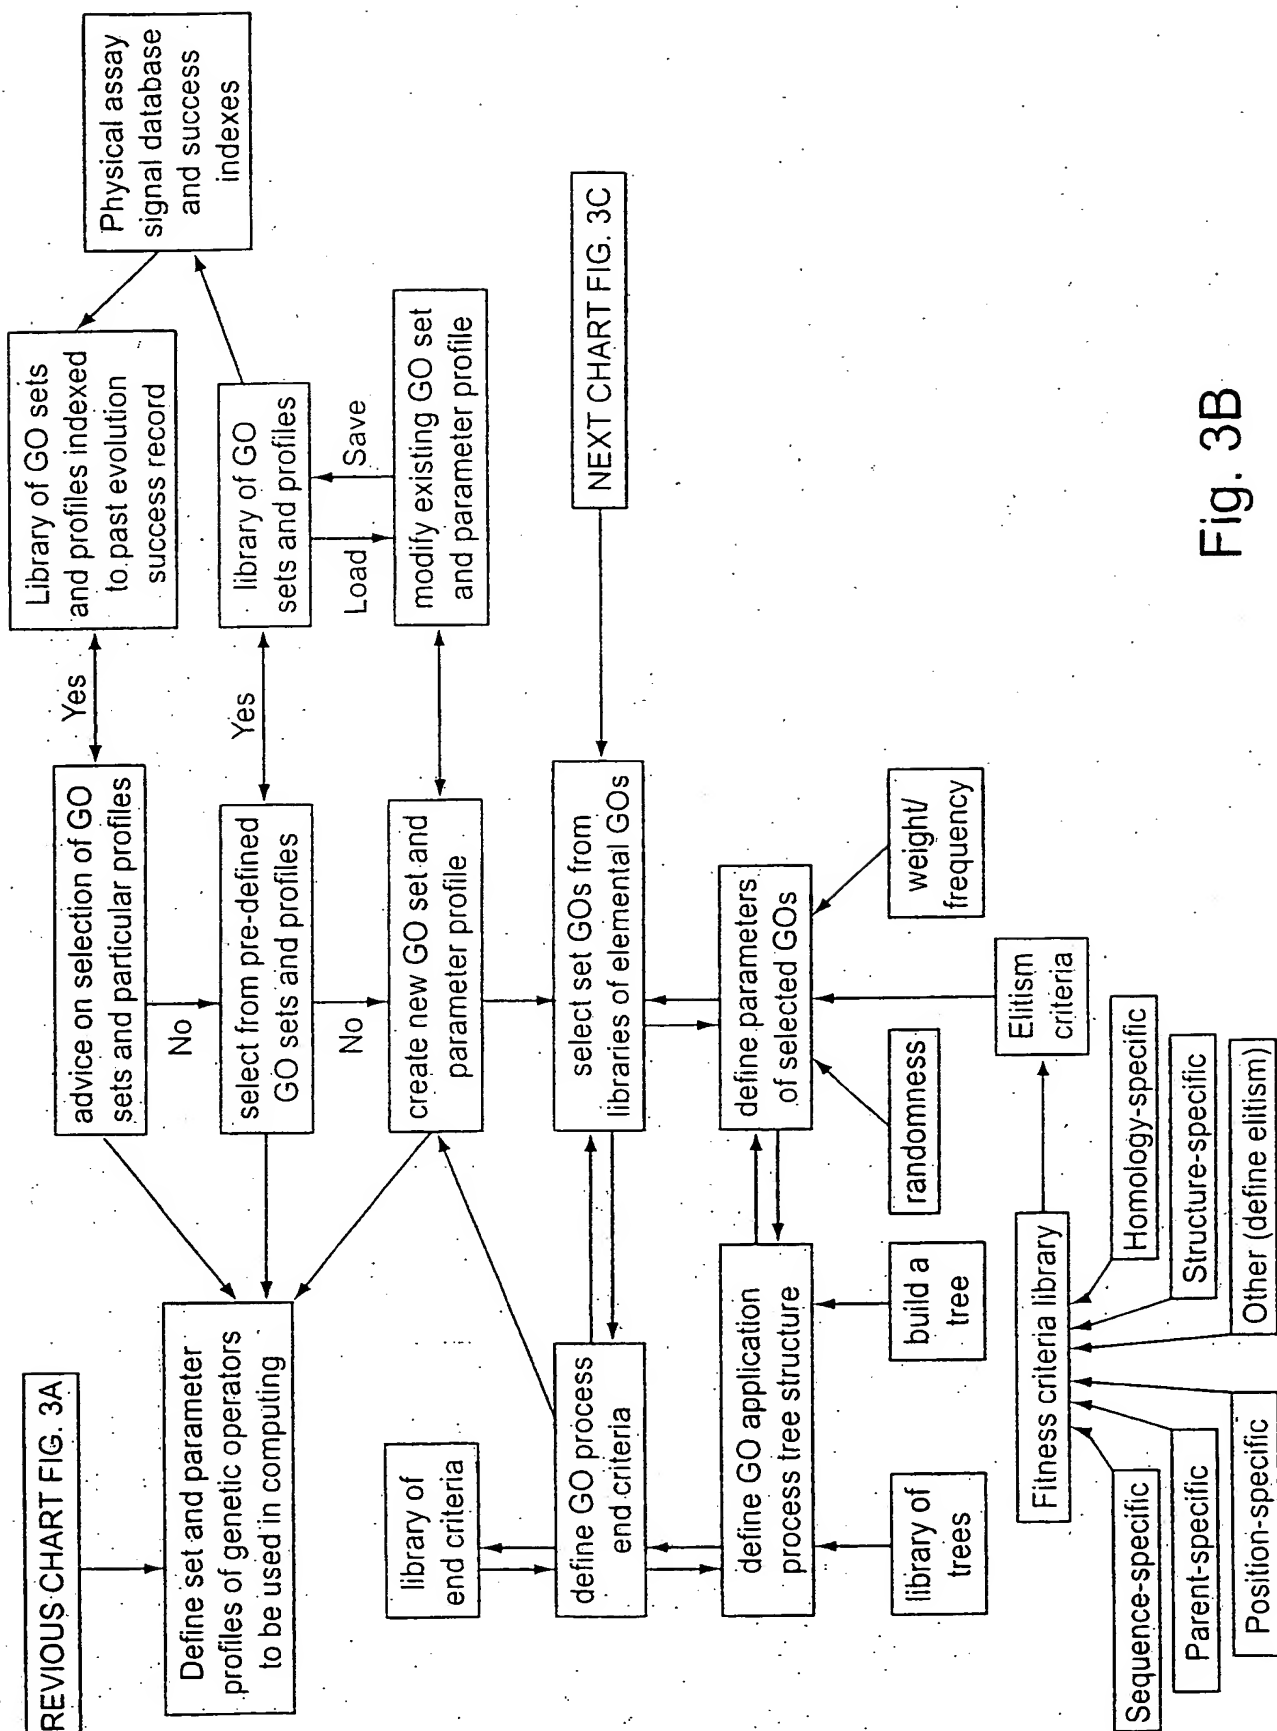 REVIOUS CHART FIG. 3A
Define set and parameter
profiles of genetic operators
to be used in computing
advice on selection of GO
sets and particular profiles
Yes
Library of GO sets
and profiles indexed
to past evolution
success record
Physical assay
signal database
and success
indexes
No
select from pre-defined
GO sets and profiles
Yes
library of GO
sets and profiles
No
Load
Save
create new GO set and
parameter profile
modify existing GO set
and parameter profile
library of
end criteria
define GO process
end criteria
select set GOs from
libraries of elemental GOs
NEXT CHART FIG. 3C
define GO application
process tree structure
define parameters
of selected GOs
library of
trees
build a
tree
randomness
weight/
frequency
Elitism
criteria
Fitness criteria library
Sequence-specific
Parent-specific
Position-specific
Homology-specific
Structure-specific
Other (define elitism)
Fig. 3B